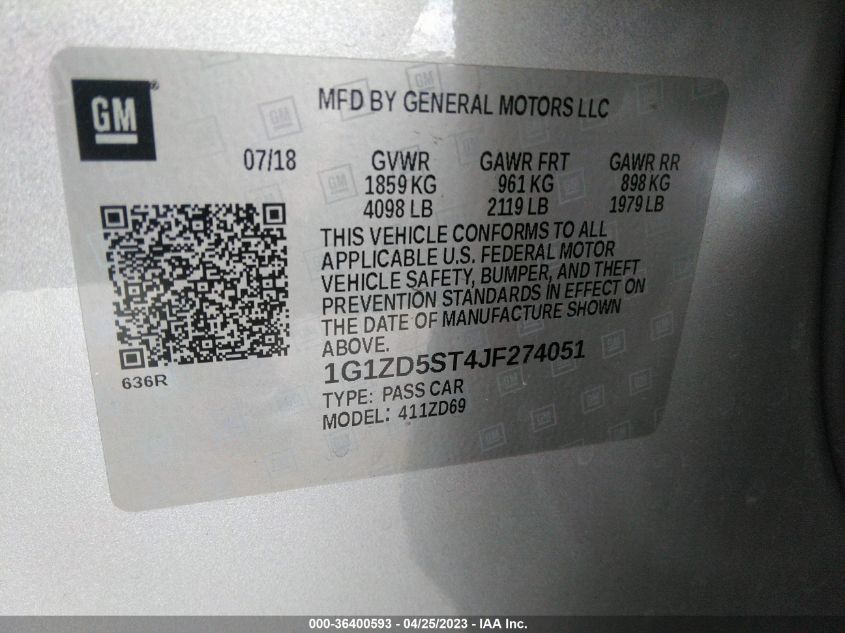 GM®
MFD BY GENERAL MOTORS LLC
07/18 GVWR GAWR FRT GAWR RR
1859 KG 961 KG 898 KG
4098 LB 2119 LB 1979 LB
THIS VEHICLE CONFORMS TO ALL
APPLICABLE U.S. FEDERAL MOTOR
VEHICLE SAFETY, BUMPER, AND THEFT
PREVENTION STANDARDS IN EFFECT ON
THE DATE OF MANUFACTURE SHOWN
ABOVE.
1G1ZD5ST4JF274051
636R
TYPE: PASS CAR
MODEL: 411ZD69
000-36400593 - 04/25/2023 - IAA Inc.